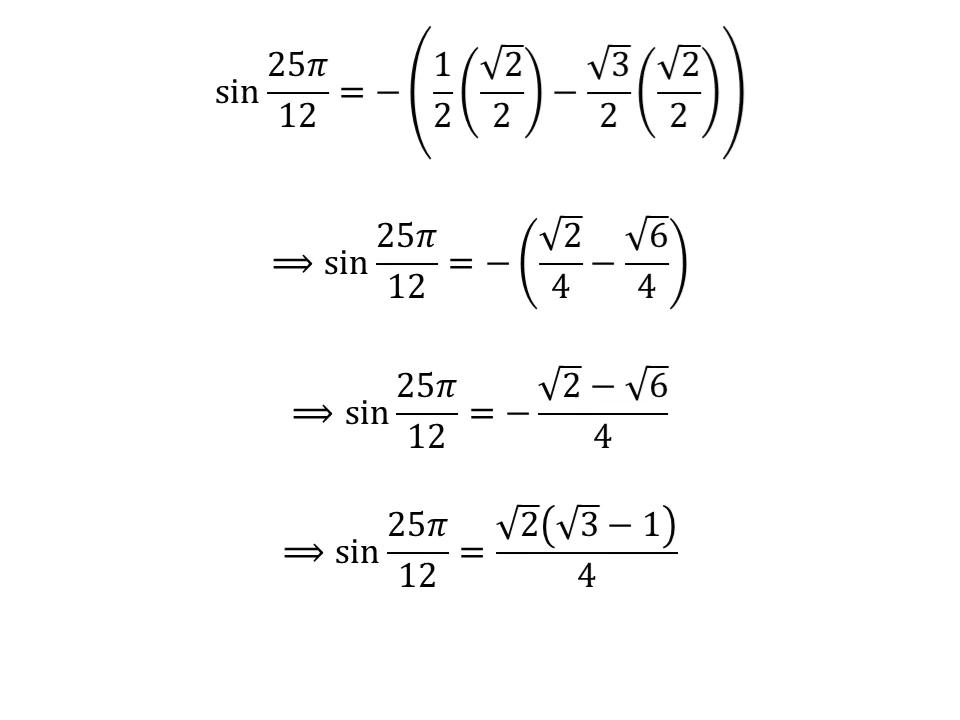 sin 25π/12 = −(1/2(√2/2) − √3/2(√2/2))
⟹ sin 25π/12 = −(√2/4 − √6/4)
⟹ sin 25π/12 = − (√2 − √6)/4
⟹ sin 25π/12 = √2(√3 − 1)/4